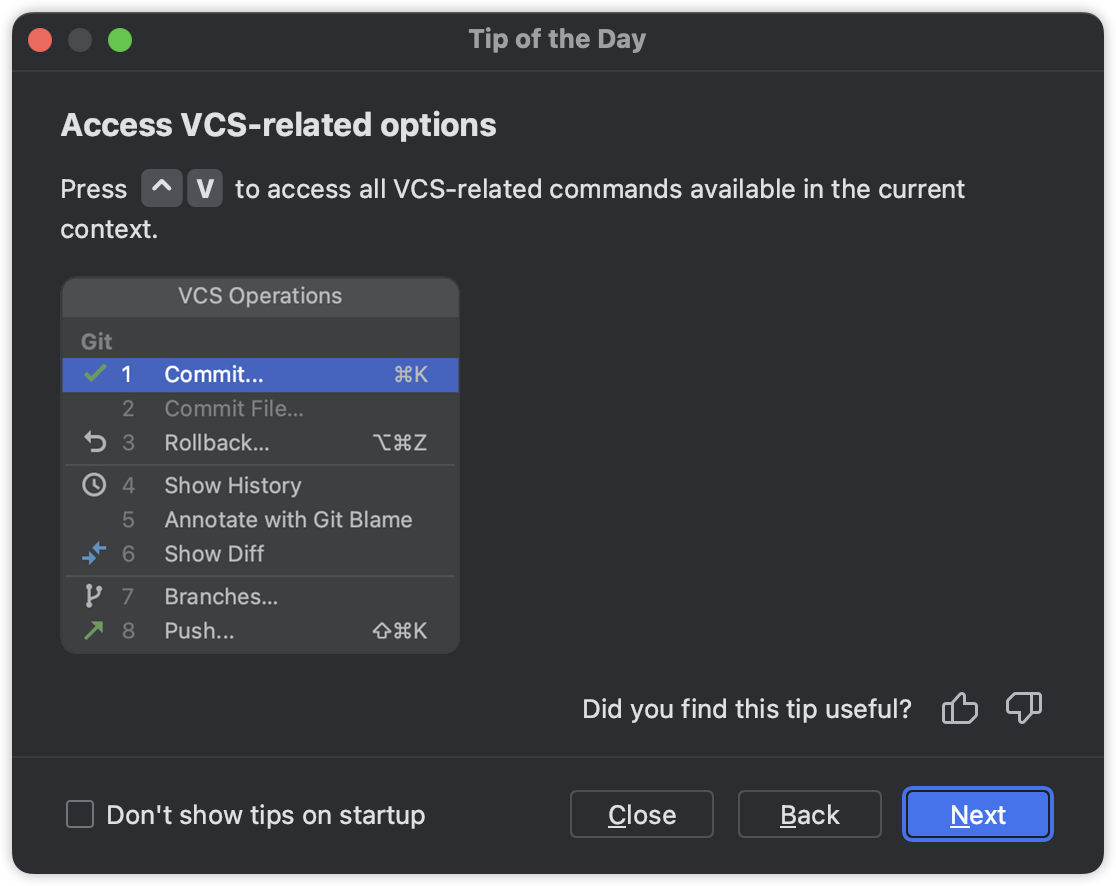 Tip of the Day
Access VCS-related options
Press ^ V to access all VCS-related commands available in the current
context.
VCS Operations
Git
1 Commit... ⌘K
2 Commit File...
3 Rollback... ⌥⌘Z
4 Show History
5 Annotate with Git Blame
6 Show Diff
7 Branches...
8 Push... ⇧⌘K
Did you find this tip useful?
Don't show tips on startup Close Back Next